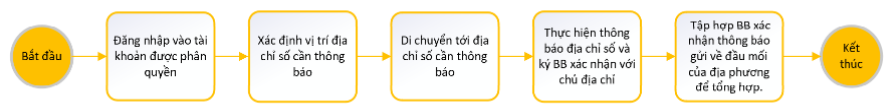 Bắt đầu
Đăng nhập vào tài
khoản được phân
quyền
Xác định vị trí địa
chỉ số cần thông
báo
Di chuyển tới địa
chỉ số cần thông
báo
Thực hiện thông
báo địa chỉ số và
ký BB xác nhận với
chủ địa chỉ
Tập hợp BB xác
nhận thông báo
gửi về đầu mối
của địa phương
để tổng hợp.
Kết
thúc